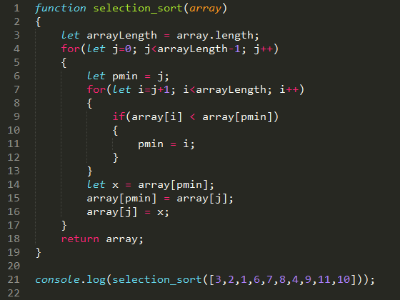 1 function selection_sort(array)
2 {
3 let arrayLength = array.length;
4 for(let j=0; j<arrayLength-1; j++)
5 {
6 let pmin = j;
7 for(let i=j+1; i<arrayLength; i++)
8 {
9 if(array[i] < array[pmin])
10 {
11 pmin = i;
12 }
13 }
14 let x = array[pmin];
15 array[pmin] = array[j];
16 array[j] = x;
17 }
18 return array;
19 }
20
21 console.log(selection_sort([3,2,1,6,7,8,4,9,11,10]));
22